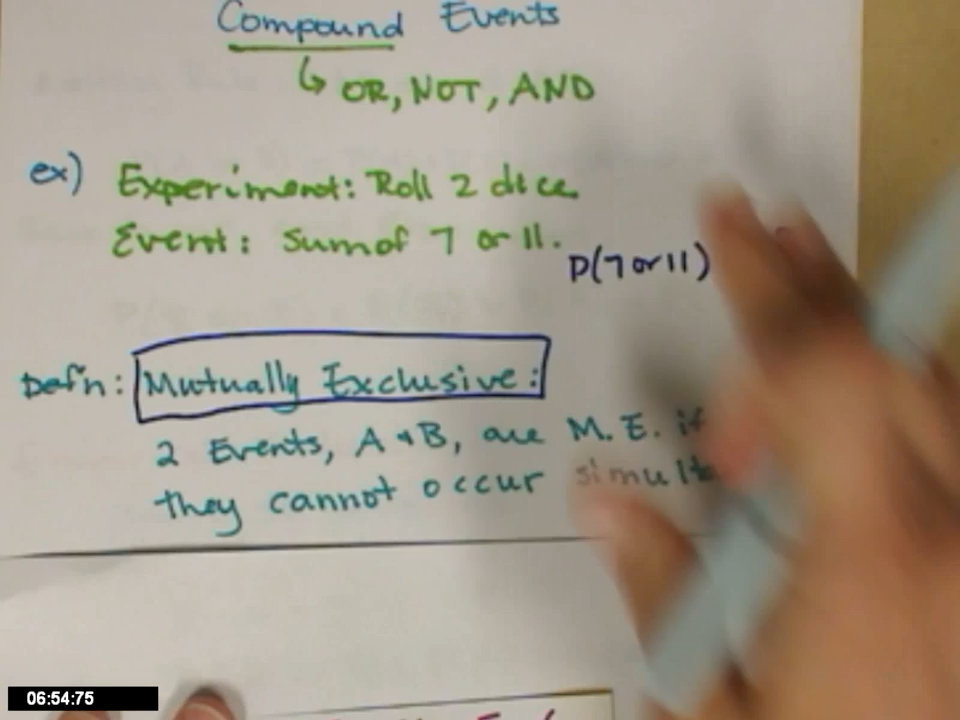 Compound Events
↳ OR, NOT, AND
ex) Experiment: Roll 2 dice
Event: Sum of 7 or 11.
P(7 or 11)
Defn: Mutually Exclusive:
2 Events, A & B, are M.E. if
they cannot occur simult
06:54:75